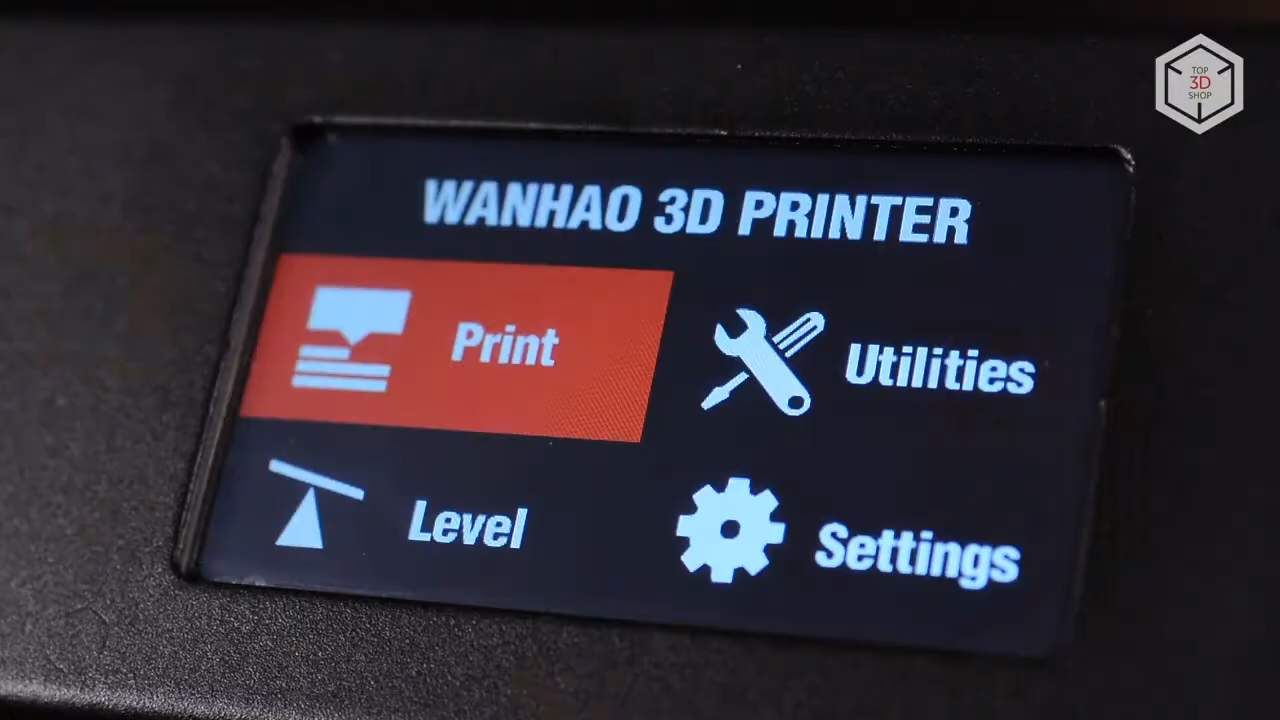 TOP
3D
SHOP
WANHAO 3D PRINTER
Print
Utilities
Level
Settings